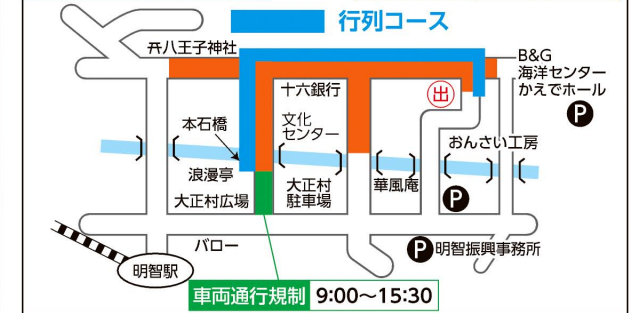 行列コース
八王子神社
B&G
海洋センター
かえでホール
P
十六銀行
出
本石橋
文化
センター
おんさい工房
浪漫亭
大正村広場
大正村
駐車場
華風庵
P
バロー
P 明智振興事務所
明智駅
車両通行規制 9:00～15:30